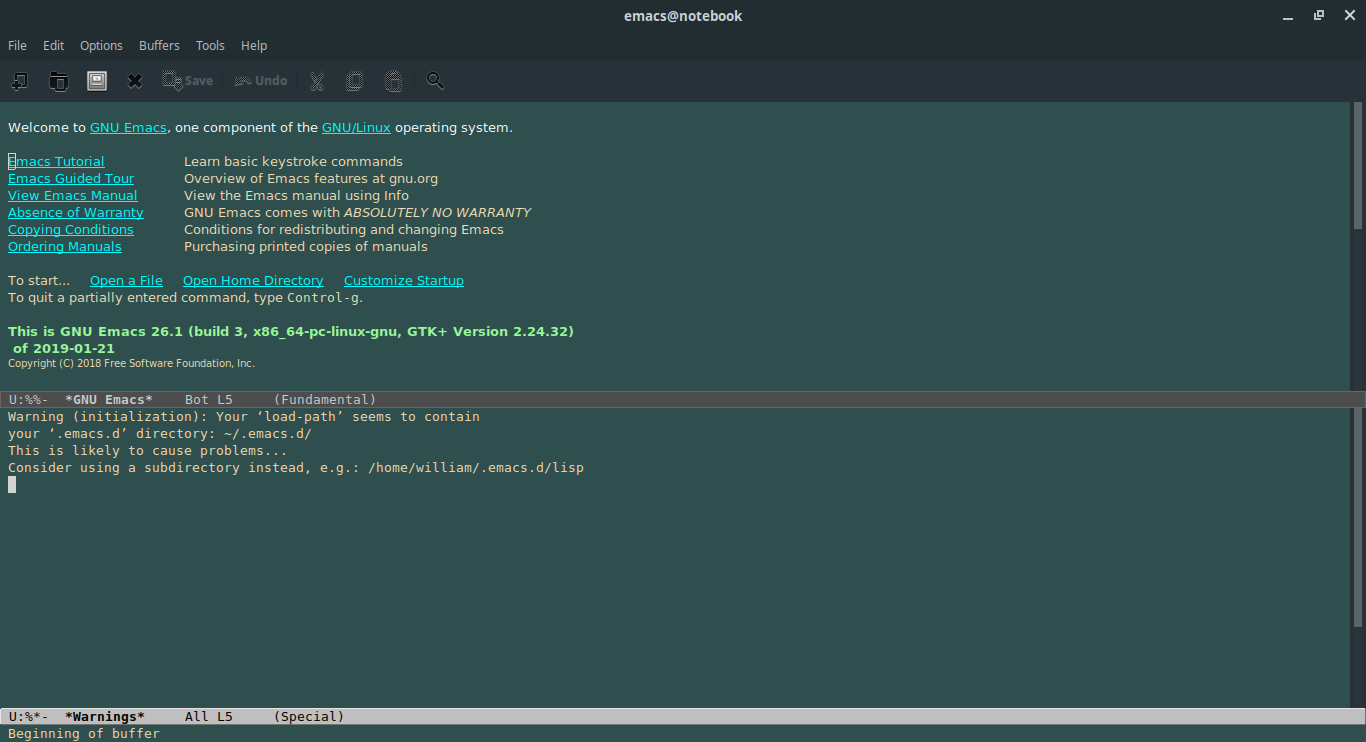 emacs@notebook
File Edit Options Buffers Tools Help
Save Undo
Welcome to GNU Emacs, one component of the GNU/Linux operating system.
Emacs Tutorial Learn basic keystroke commands
Emacs Guided Tour Overview of Emacs features at gnu.org
View Emacs Manual View the Emacs manual using Info
Absence of Warranty GNU Emacs comes with ABSOLUTELY NO WARRANTY
Copying Conditions Conditions for redistributing and changing Emacs
Ordering Manuals Purchasing printed copies of manuals
To start... Open a File Open Home Directory Customize Startup
To quit a partially entered command, type Control-g.
This is GNU Emacs 26.1 (build 3, x86_64-pc-linux-gnu, GTK+ Version 2.24.32)
of 2019-01-21
Copyright (C) 2018 Free Software Foundation, Inc.
U:%%- *GNU Emacs* Bot L5 (Fundamental)
Warning (initialization): Your ‘load-path’ seems to contain
your ‘.emacs.d’ directory: ~/.emacs.d/
This is likely to cause problems...
Consider using a subdirectory instead, e.g.: /home/william/.emacs.d/lisp
U:%*- *Warnings* All L5 (Special)
Beginning of buffer